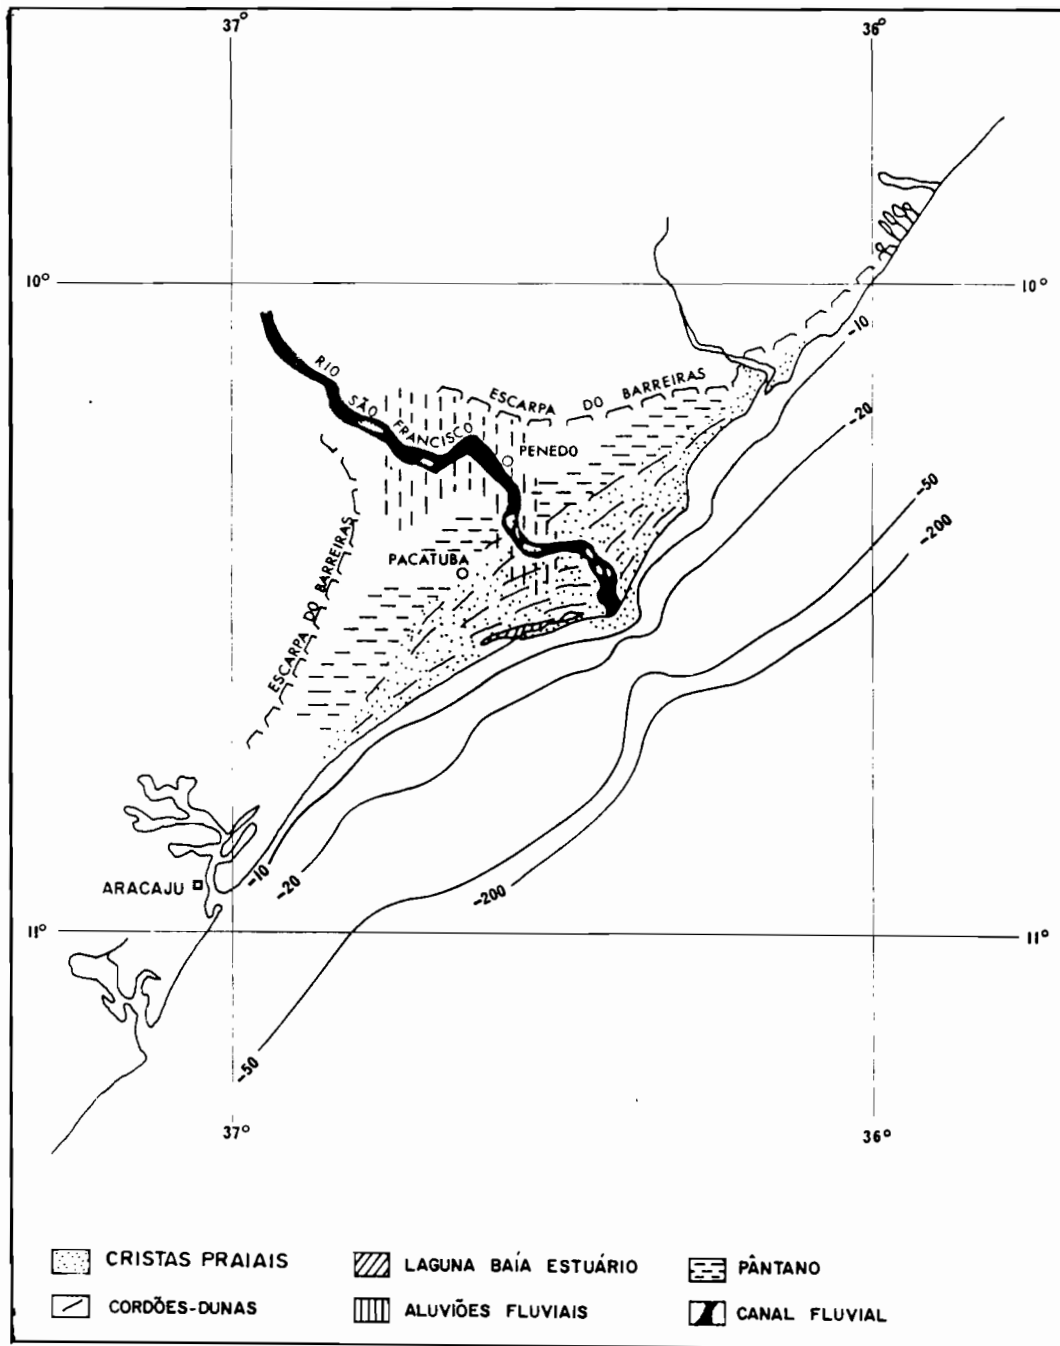 37°
36°
10°
10°
-10
RIO
SÃO
FRANCISCO
ESCARPA
DO
BARREIRAS
-20
PENEDO
-50
-200
ESCARPA DO BARREIRAS
PACATUBA
ARACAJU
-10
-20
-200
11°
11°
-50
37°
36°
CRISTAS PRAIAIS
LAGUNA BAÍA ESTUÁRIO
PÂNTANO
CORDÕES-DUNAS
ALUVIÕES FLUVIAIS
CANAL FLUVIAL